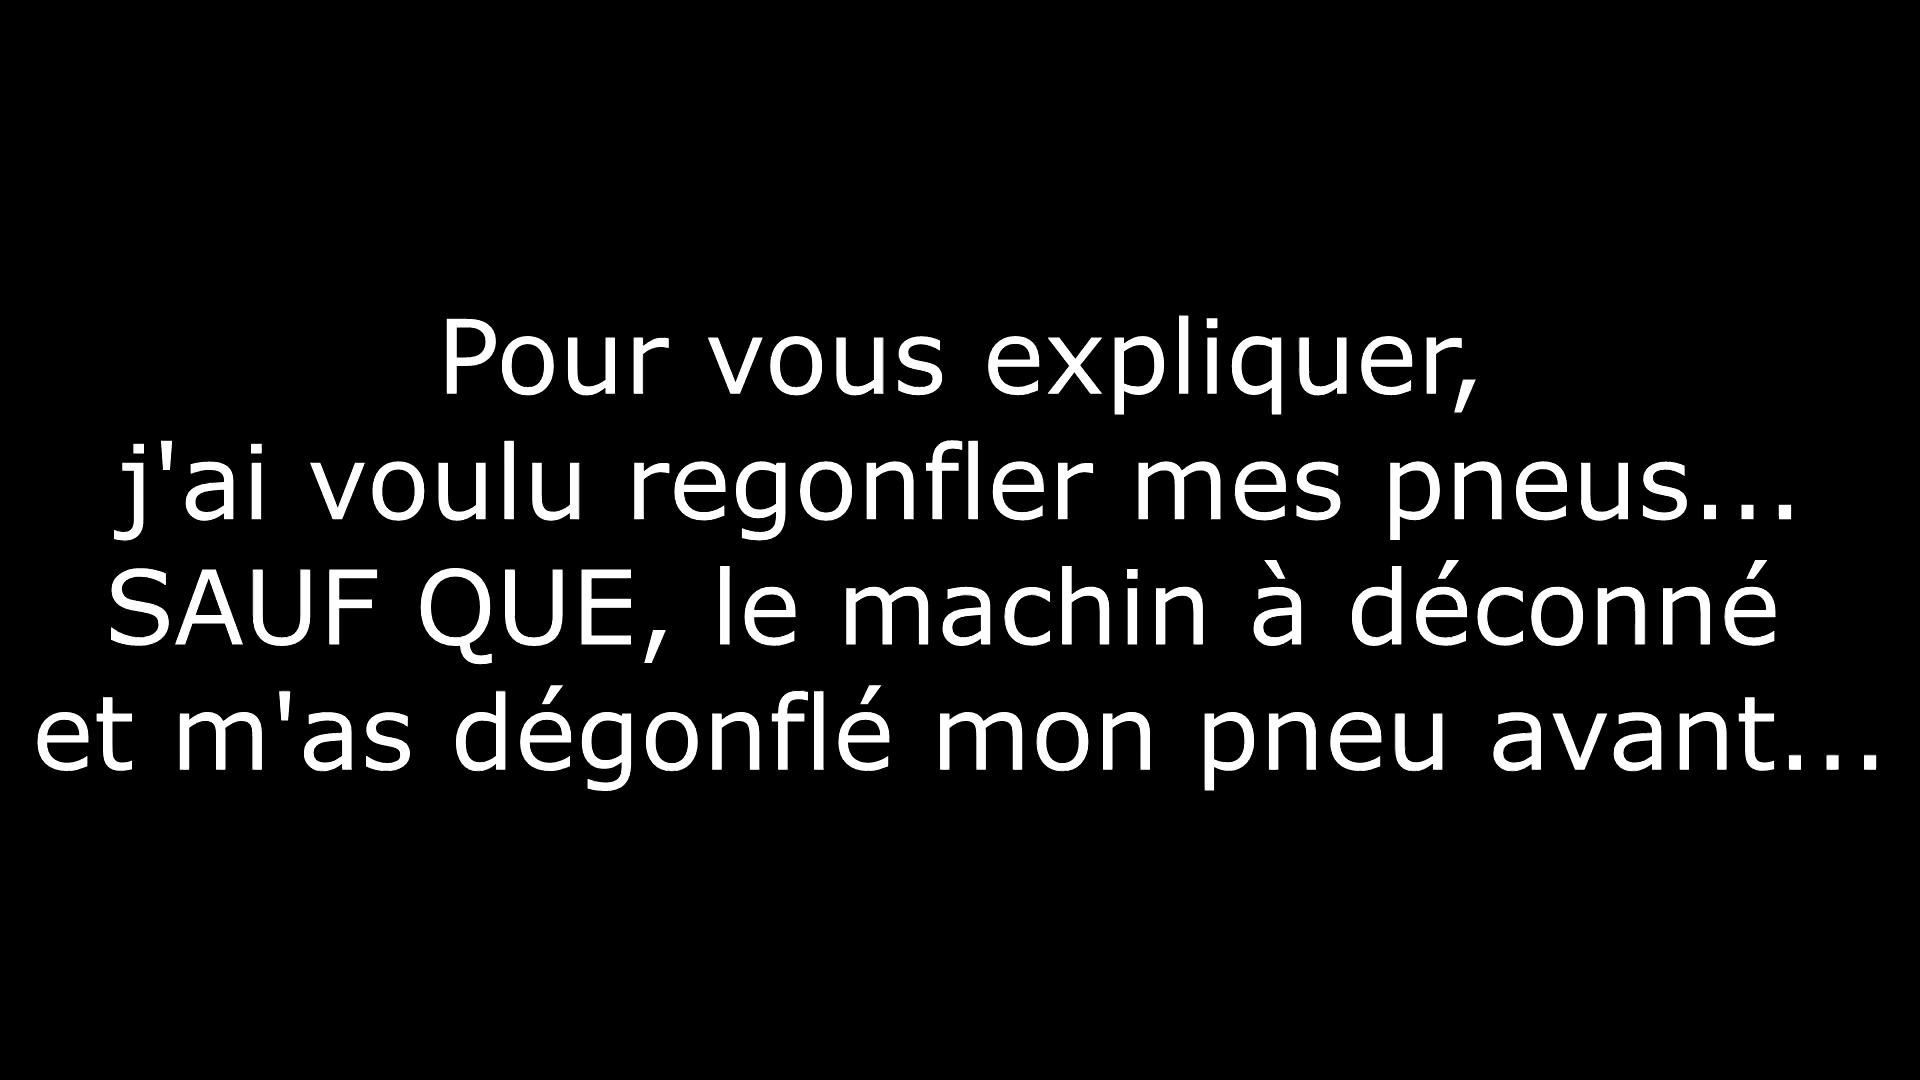 Pour vous expliquer,
j'ai voulu regonfler mes pneus...
SAUF QUE, le machin à déconné
et m'as dégonflé mon pneu avant...